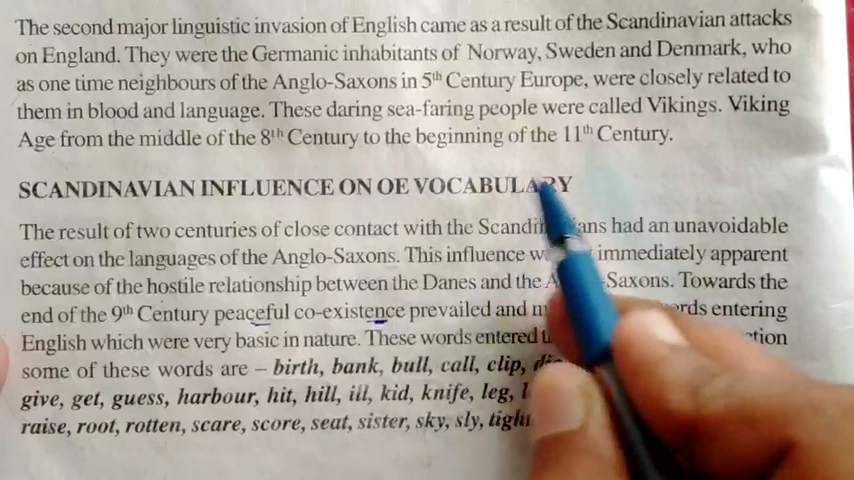 The second major linguistic invasion of English came as a result of the Scandinavian attacks
on England. They were the Germanic inhabitants of Norway, Sweden and Denmark, who
as one time neighbours of the Anglo-Saxons in 5th Century Europe, were closely related to
them in blood and language. These daring sea-faring people were called Vikings. Viking
Age from the middle of the 8th Century to the beginning of the 11th Century.
SCANDINAVIAN INFLUENCE ON OE VOCABULARY
The result of two centuries of close contact with the Scandinavians had an unavoidable
effect on the languages of the Anglo-Saxons. This influence immediately apparent
because of the hostile relationship between the Danes and the Saxons. Towards the
end of the 9th Century peaceful co-existence prevailed and entering
English which were very basic in nature. These words entered
some of these words are – birth, bank, bull, call, clip,
give, get, guess, harbour, hit, hill, ill, kid, knife, leg,
raise, root, rotten, scare, score, seat, sister, sky, sly, tight